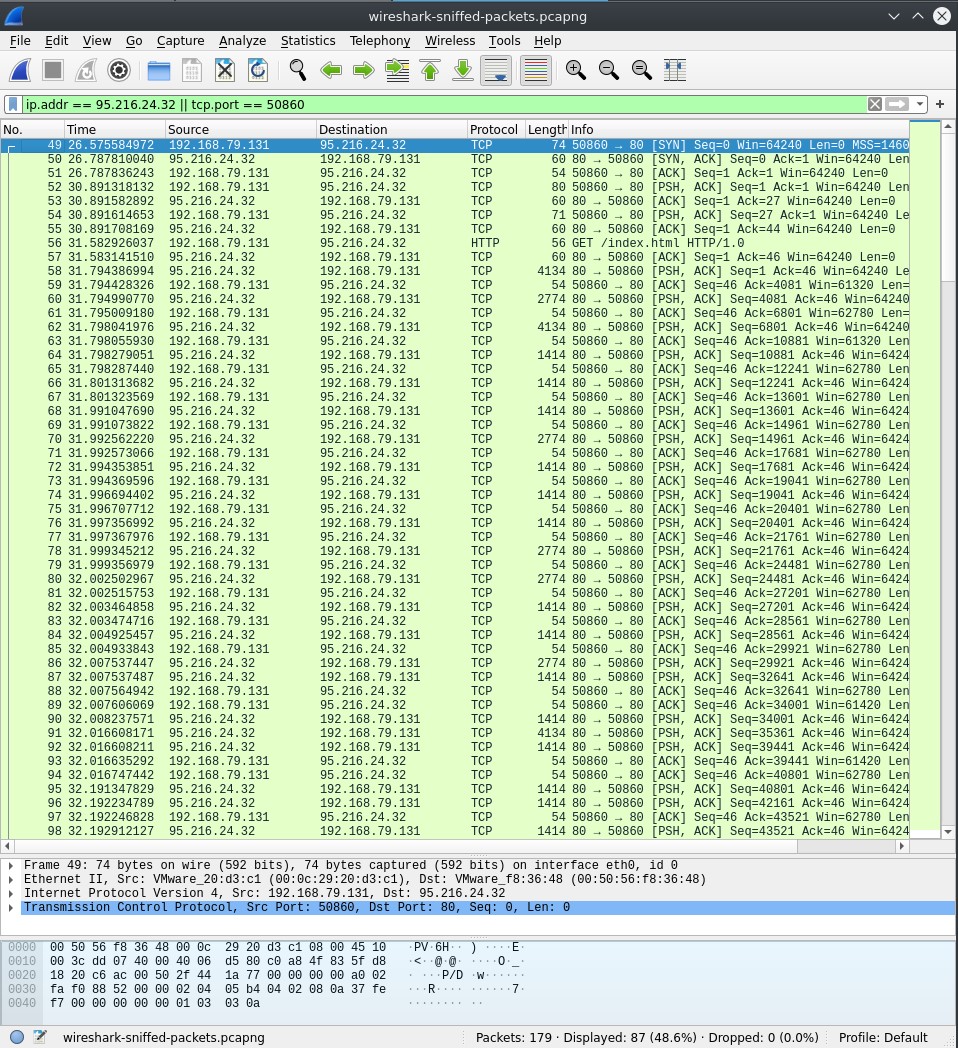 wireshark-sniffed-packets.pcapng
File Edit View Go Capture Analyze Statistics Telephony Wireless Tools Help
ip.addr == 95.216.24.32 || tcp.port == 50860
No. Time Source Destination Protocol Length Info
49 26.575584972 192.168.79.131 95.216.24.32 TCP 74 50860 → 80 [SYN] Seq=0 Win=64240 Len=0 MSS=1460
50 26.787810040 95.216.24.32 192.168.79.131 TCP 60 80 → 50860 [SYN, ACK] Seq=0 Ack=1 Win=64240 Len
51 26.787836243 192.168.79.131 95.216.24.32 TCP 54 50860 → 80 [ACK] Seq=1 Ack=1 Win=64240 Len=0
52 30.891318132 192.168.79.131 95.216.24.32 TCP 80 50860 → 80 [PSH, ACK] Seq=1 Ack=1 Win=64240 Len
53 30.891582892 95.216.24.32 192.168.79.131 TCP 60 80 → 50860 [ACK] Seq=1 Ack=27 Win=64240 Len=0
54 30.891614653 192.168.79.131 95.216.24.32 TCP 71 50860 → 80 [PSH, ACK] Seq=27 Ack=1 Win=64240 Le
55 30.891708169 95.216.24.32 192.168.79.131 TCP 60 80 → 50860 [ACK] Seq=1 Ack=44 Win=64240 Len=0
56 31.582926037 192.168.79.131 95.216.24.32 HTTP 56 GET /index.html HTTP/1.0
57 31.583141510 95.216.24.32 192.168.79.131 TCP 60 80 → 50860 [ACK] Seq=1 Ack=46 Win=64240 Len=0
58 31.794386994 95.216.24.32 192.168.79.131 TCP 4134 80 → 50860 [PSH, ACK] Seq=1 Ack=46 Win=64240 Le
59 31.794428326 192.168.79.131 95.216.24.32 TCP 54 50860 → 80 [ACK] Seq=46 Ack=4081 Win=61320 Len=
60 31.794990770 95.216.24.32 192.168.79.131 TCP 2774 80 → 50860 [PSH, ACK] Seq=4081 Ack=46 Win=64240
61 31.795009180 192.168.79.131 95.216.24.32 TCP 54 50860 → 80 [ACK] Seq=46 Ack=6801 Win=62780 Len=
62 31.798041976 95.216.24.32 192.168.79.131 TCP 4134 80 → 50860 [PSH, ACK] Seq=6801 Ack=46 Win=64240
63 31.798055930 192.168.79.131 95.216.24.32 TCP 54 50860 → 80 [ACK] Seq=46 Ack=10881 Win=61320 Len
64 31.798279051 95.216.24.32 192.168.79.131 TCP 1414 80 → 50860 [PSH, ACK] Seq=10881 Ack=46 Win=6424
65 31.798287440 192.168.79.131 95.216.24.32 TCP 54 50860 → 80 [ACK] Seq=46 Ack=12241 Win=62780 Len
66 31.801313682 95.216.24.32 192.168.79.131 TCP 1414 80 → 50860 [PSH, ACK] Seq=12241 Ack=46 Win=6424
67 31.801323569 192.168.79.131 95.216.24.32 TCP 54 50860 → 80 [ACK] Seq=46 Ack=13601 Win=62780 Len
68 31.991047690 95.216.24.32 192.168.79.131 TCP 1414 80 → 50860 [PSH, ACK] Seq=13601 Ack=46 Win=6424
69 31.991073822 192.168.79.131 95.216.24.32 TCP 54 50860 → 80 [ACK] Seq=46 Ack=14961 Win=62780 Len
70 31.992562220 95.216.24.32 192.168.79.131 TCP 2774 80 → 50860 [PSH, ACK] Seq=14961 Ack=46 Win=6424
71 31.992573066 192.168.79.131 95.216.24.32 TCP 54 50860 → 80 [ACK] Seq=46 Ack=17681 Win=62780 Len
72 31.994353851 95.216.24.32 192.168.79.131 TCP 1414 80 → 50860 [PSH, ACK] Seq=17681 Ack=46 Win=6424
73 31.994369596 192.168.79.131 95.216.24.32 TCP 54 50860 → 80 [ACK] Seq=46 Ack=19041 Win=62780 Len
74 31.996694402 95.216.24.32 192.168.79.131 TCP 1414 80 → 50860 [PSH, ACK] Seq=19041 Ack=46 Win=6424
75 31.996707712 192.168.79.131 95.216.24.32 TCP 54 50860 → 80 [ACK] Seq=46 Ack=20401 Win=62780 Len
76 31.997356992 95.216.24.32 192.168.79.131 TCP 1414 80 → 50860 [PSH, ACK] Seq=20401 Ack=46 Win=6424
77 31.997367976 192.168.79.131 95.216.24.32 TCP 54 50860 → 80 [ACK] Seq=46 Ack=21761 Win=62780 Len
78 31.999345212 95.216.24.32 192.168.79.131 TCP 2774 80 → 50860 [PSH, ACK] Seq=21761 Ack=46 Win=6424
79 31.999356979 192.168.79.131 95.216.24.32 TCP 54 50860 → 80 [ACK] Seq=46 Ack=24481 Win=62780 Len
80 32.002502967 95.216.24.32 192.168.79.131 TCP 2774 80 → 50860 [PSH, ACK] Seq=24481 Ack=46 Win=6424
81 32.002515753 192.168.79.131 95.216.24.32 TCP 54 50860 → 80 [ACK] Seq=46 Ack=27201 Win=62780 Len
82 32.003464858 95.216.24.32 192.168.79.131 TCP 1414 80 → 50860 [PSH, ACK] Seq=27201 Ack=46 Win=6424
83 32.003474716 192.168.79.131 95.216.24.32 TCP 54 50860 → 80 [ACK] Seq=46 Ack=28561 Win=62780 Len
84 32.004925457 95.216.24.32 192.168.79.131 TCP 1414 80 → 50860 [PSH, ACK] Seq=28561 Ack=46 Win=6424
85 32.004933843 192.168.79.131 95.216.24.32 TCP 54 50860 → 80 [ACK] Seq=46 Ack=29921 Win=62780 Len
86 32.007537447 95.216.24.32 192.168.79.131 TCP 2774 80 → 50860 [PSH, ACK] Seq=29921 Ack=46 Win=6424
87 32.007537487 95.216.24.32 192.168.79.131 TCP 1414 80 → 50860 [PSH, ACK] Seq=32641 Ack=46 Win=6424
88 32.007564942 192.168.79.131 95.216.24.32 TCP 54 50860 → 80 [ACK] Seq=46 Ack=32641 Win=62780 Len
89 32.007606069 192.168.79.131 95.216.24.32 TCP 54 50860 → 80 [ACK] Seq=46 Ack=34001 Win=61420 Len
90 32.008237571 95.216.24.32 192.168.79.131 TCP 1414 80 → 50860 [PSH, ACK] Seq=34001 Ack=46 Win=6424
91 32.016608171 95.216.24.32 192.168.79.131 TCP 4134 80 → 50860 [PSH, ACK] Seq=35361 Ack=46 Win=6424
92 32.016608211 95.216.24.32 192.168.79.131 TCP 1414 80 → 50860 [PSH, ACK] Seq=39441 Ack=46 Win=6424
93 32.016635292 192.168.79.131 95.216.24.32 TCP 54 50860 → 80 [ACK] Seq=46 Ack=39441 Win=61420 Len
94 32.016747442 192.168.79.131 95.216.24.32 TCP 54 50860 → 80 [ACK] Seq=46 Ack=40801 Win=62780 Len
95 32.191347829 95.216.24.32 192.168.79.131 TCP 1414 80 → 50860 [PSH, ACK] Seq=40801 Ack=46 Win=6424
96 32.192234789 95.216.24.32 192.168.79.131 TCP 1414 80 → 50860 [PSH, ACK] Seq=42161 Ack=46 Win=6424
97 32.192246828 192.168.79.131 95.216.24.32 TCP 54 50860 → 80 [ACK] Seq=46 Ack=43521 Win=62780 Len
98 32.192912127 95.216.24.32 192.168.79.131 TCP 1414 80 → 50860 [PSH, ACK] Seq=43521 Ack=46 Win=6424
Frame 49: 74 bytes on wire (592 bits), 74 bytes captured (592 bits) on interface eth0, id 0
Ethernet II, Src: VMware_20:d3:c1 (00:0c:29:20:d3:c1), Dst: VMware_f8:36:48 (00:50:56:f8:36:48)
Internet Protocol Version 4, Src: 192.168.79.131, Dst: 95.216.24.32
Transmission Control Protocol, Src Port: 50860, Dst Port: 80, Seq: 0, Len: 0
0000 00 50 56 f8 36 48 00 0c 29 20 d3 c1 08 00 45 10 ·PV·6H·· ) ····E·
0010 00 3c dd 07 40 00 40 06 d5 80 c0 a8 4f 83 5f d8 ·<··@·@· ····O·_·
0020 18 20 c6 ac 00 50 2f 44 1a 77 00 00 00 00 a0 02 · ···P/D ·w······
0030 fa f0 88 52 00 00 02 04 05 b4 04 02 08 0a 37 fe ···R···· ······7·
0040 f7 00 00 00 00 00 01 03 03 0a ········ ··
wireshark-sniffed-packets.pcapng Packets: 179 · Displayed: 87 (48.6%) · Dropped: 0 (0.0%) Profile: Default